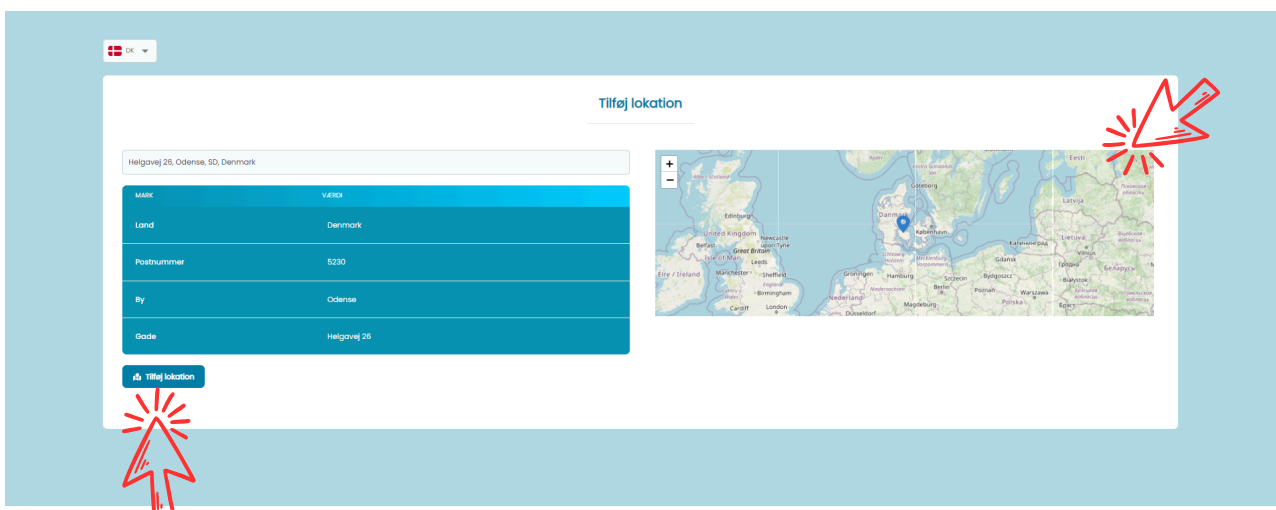 DK
Tilføj lokation
Helgavej 26, Odense, SD, Denmark
MARK VÆRDI
Land Denmark
Postnummer 5230
By Odense
Gade Helgavej 26
Tilføj lokation
+
−
Eesti
Göteborg
Latvija
Edinburgh
Danmark
København
United Kingdom
Newcastle
upon Tyne
Lietuva
Belfast
Great Britain
Калининград
Vilnius
Isle of Man
Leeds
Gdańsk
Éire / Ireland
Manchester
Sheffield
Groningen
Hamburg
Szczecin
Bydgoszcz
Białystok
Беларусь
England
Birmingham
Nederland
Berlin
Poznań
Warszawa
Cardiff
London
Magdeburg
Polska
Брэст
Düsseldorf